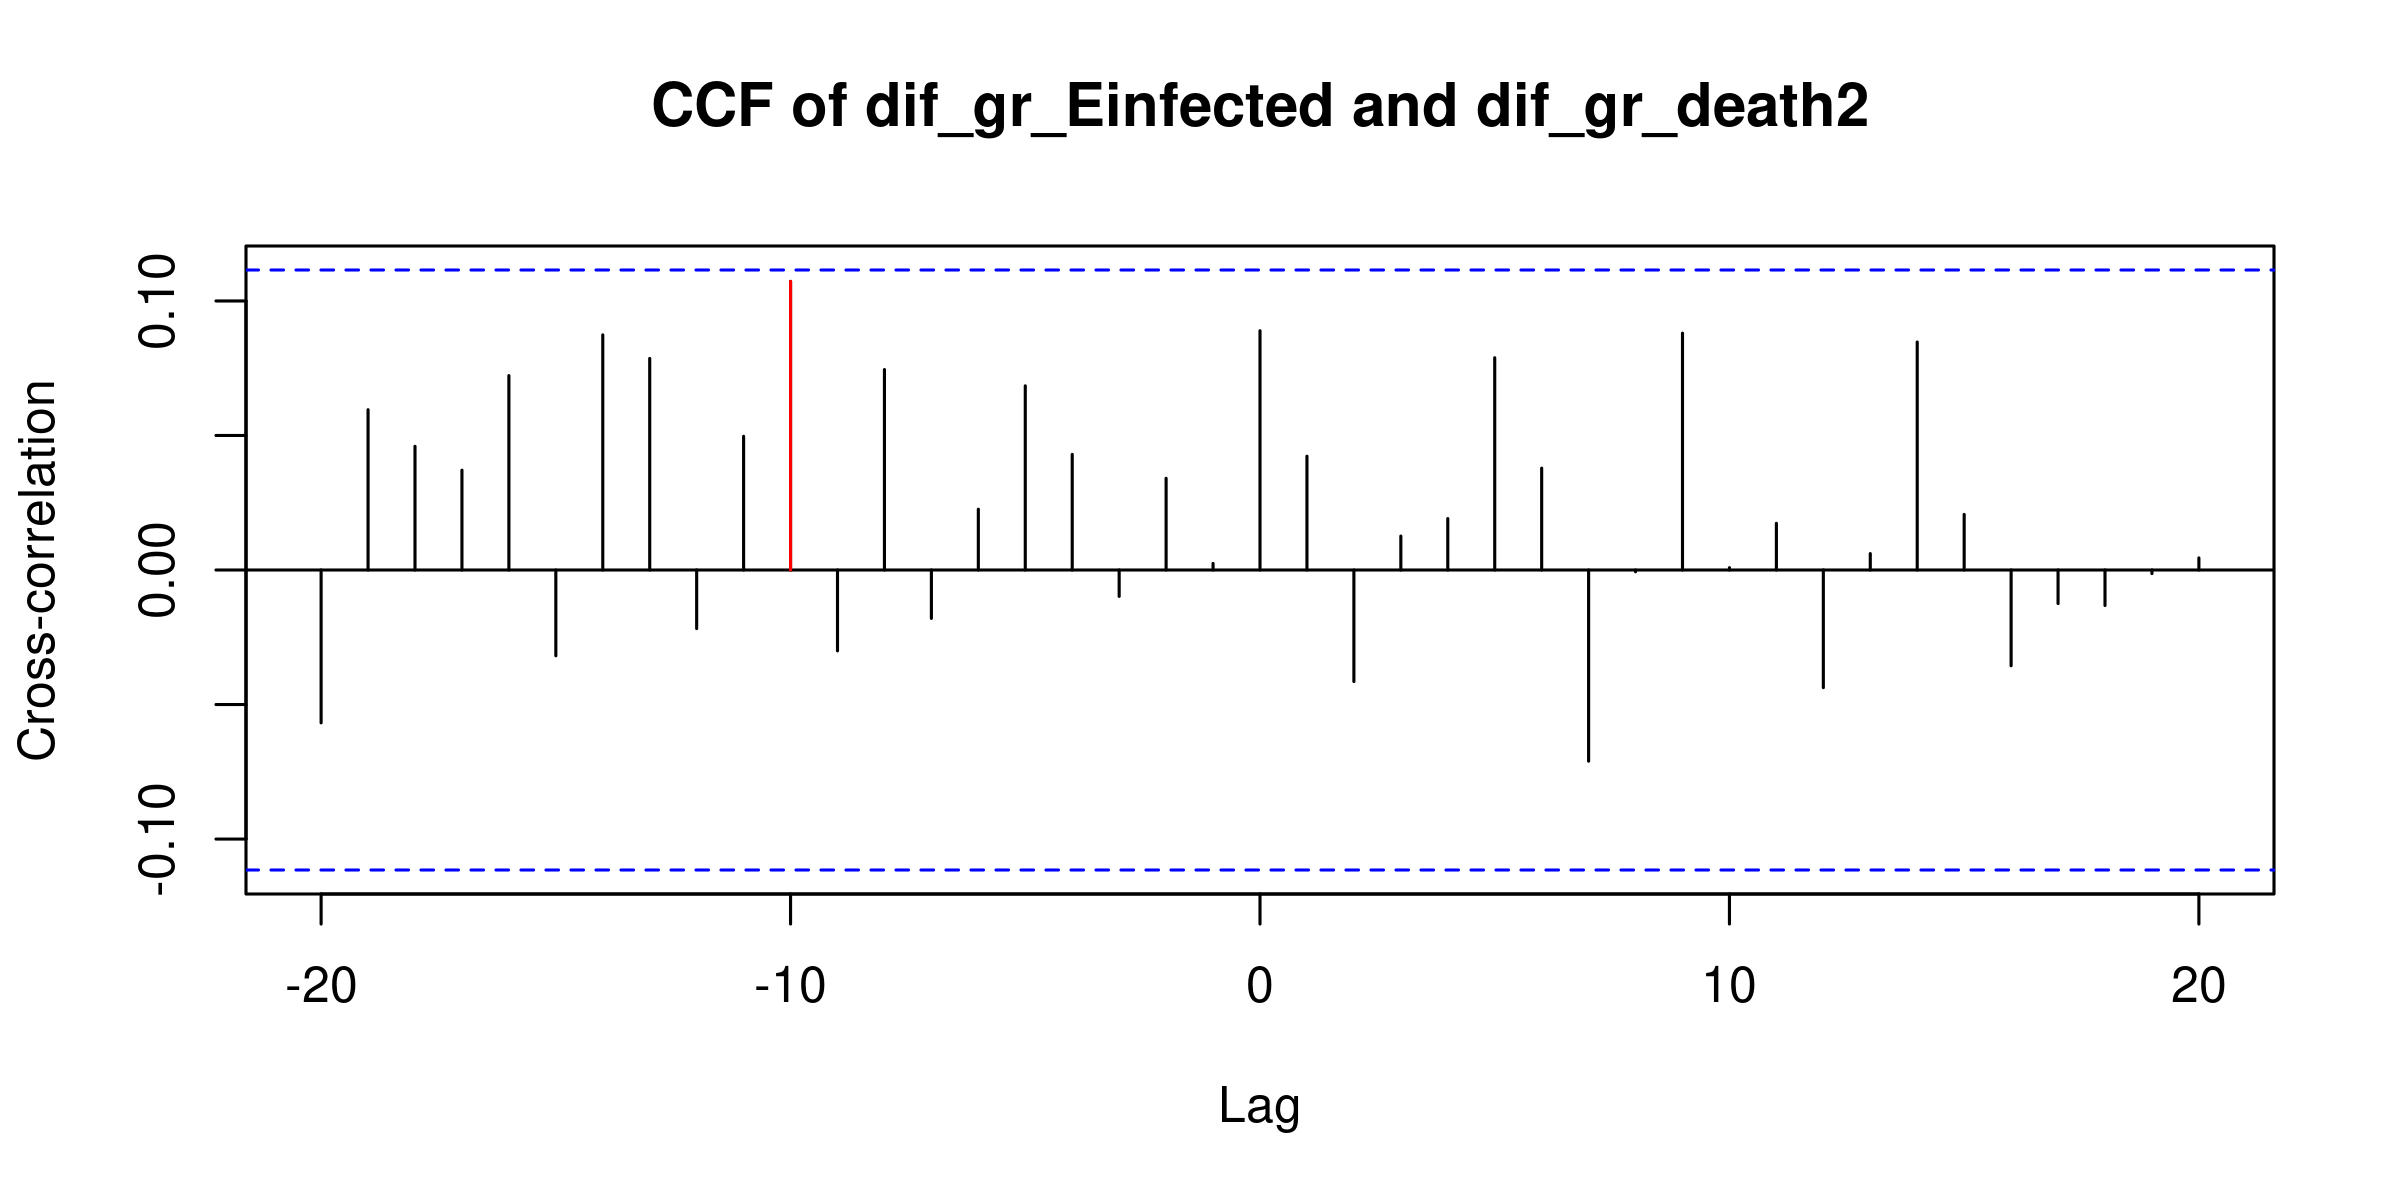 CCF of dif_gr_Einfected and dif_gr_death2
Cross-correlation
0.10
0.00
-0.10
-20 -10 0 10 20
Lag